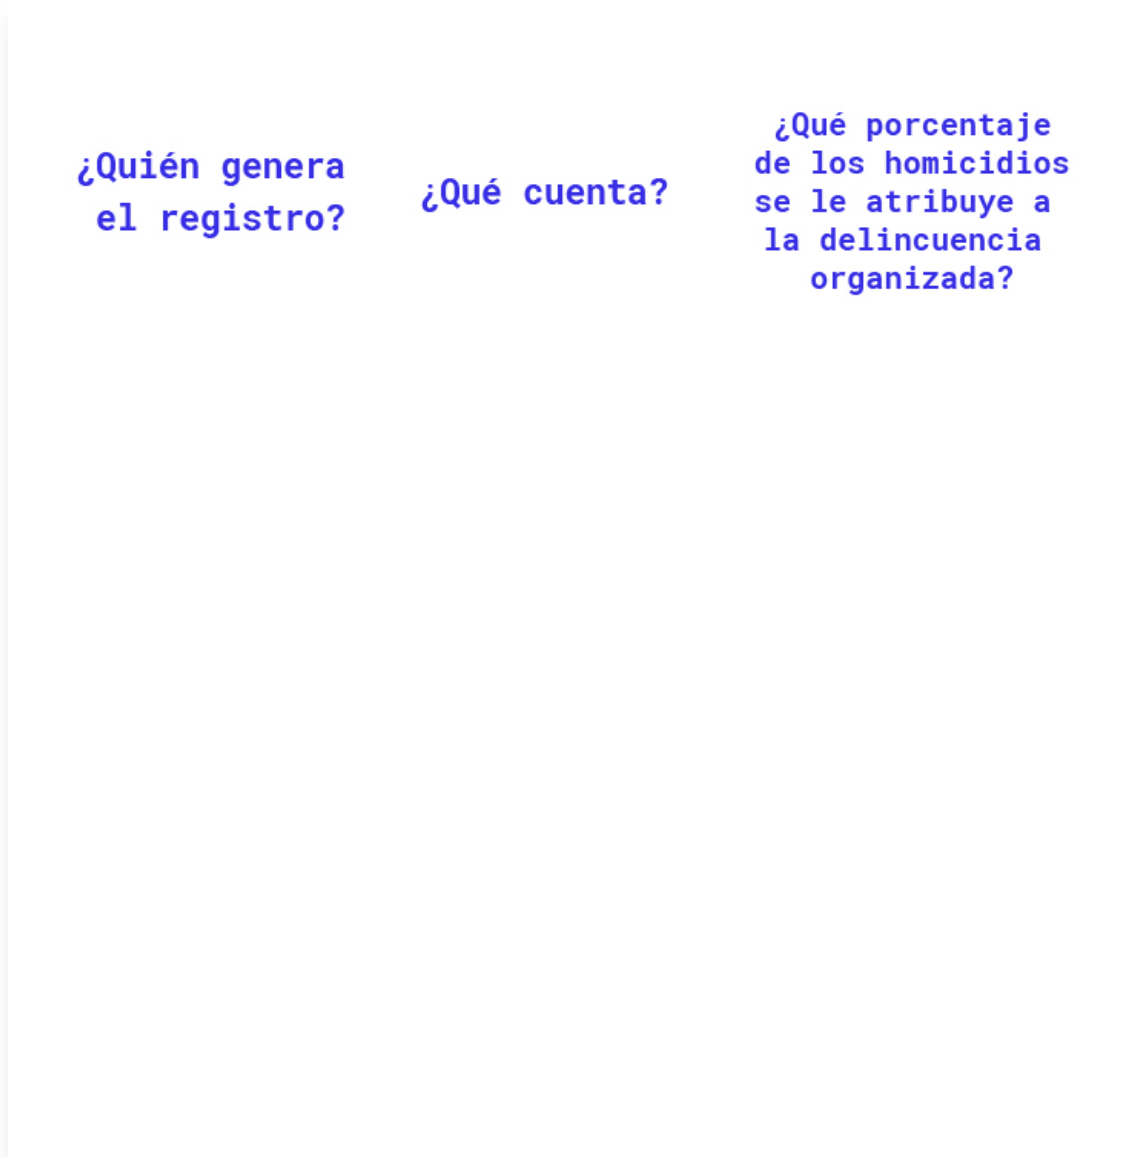 ¿Quién genera
el registro?
¿Qué cuenta?
¿Qué porcentaje
de los homicidios
se le atribuye a
la delincuencia
organizada?